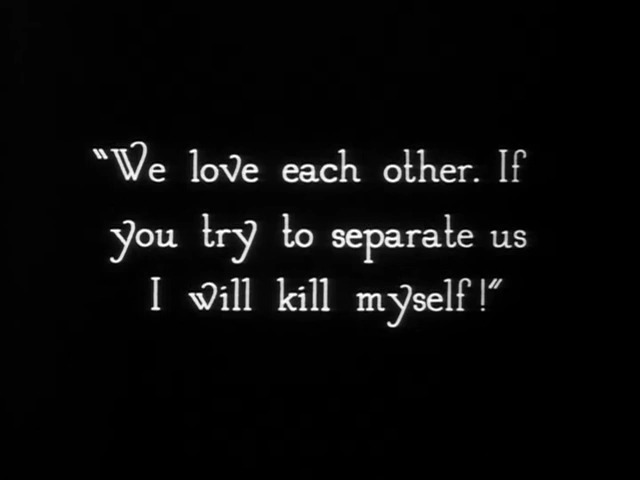 "We love each other. If
you try to separate us
I will kill myself!"